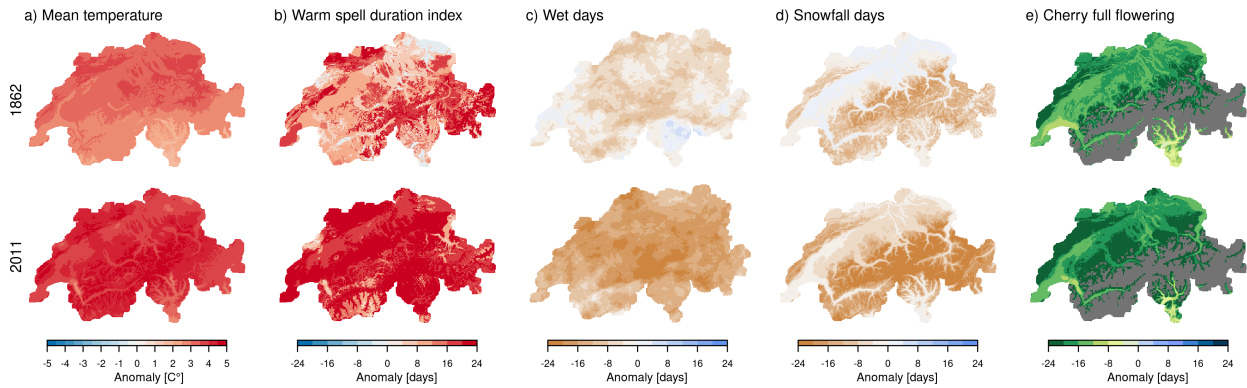 a) Mean temperature
b) Warm spell duration index
c) Wet days
d) Snowfall days
e) Cherry full flowering
1862
2011
-5 -4 -3 -2 -1 0 1 2 3 4 5
Anomaly [C°]
-24 -16 -8 0 8 16 24
Anomaly [days]
-24 -16 -8 0 8 16 24
Anomaly [days]
-24 -16 -8 0 8 16 24
Anomaly [days]
-24 -16 -8 0 8 16 24
Anomaly [days]